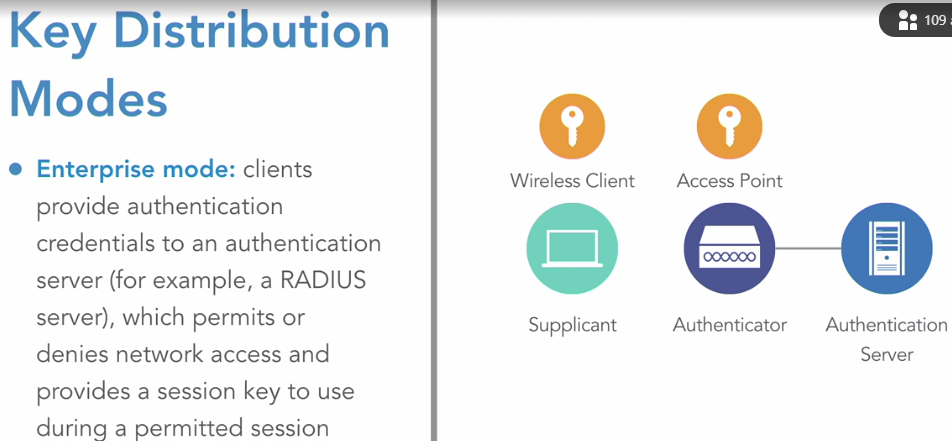 Key Distribution
Modes
• Enterprise mode: clients
provide authentication
credentials to an authentication
server (for example, a RADIUS
server), which permits or
denies network access and
provides a session key to use
during a permitted session
109
Wireless Client
Access Point
Supplicant
Authenticator
Authentication
Server